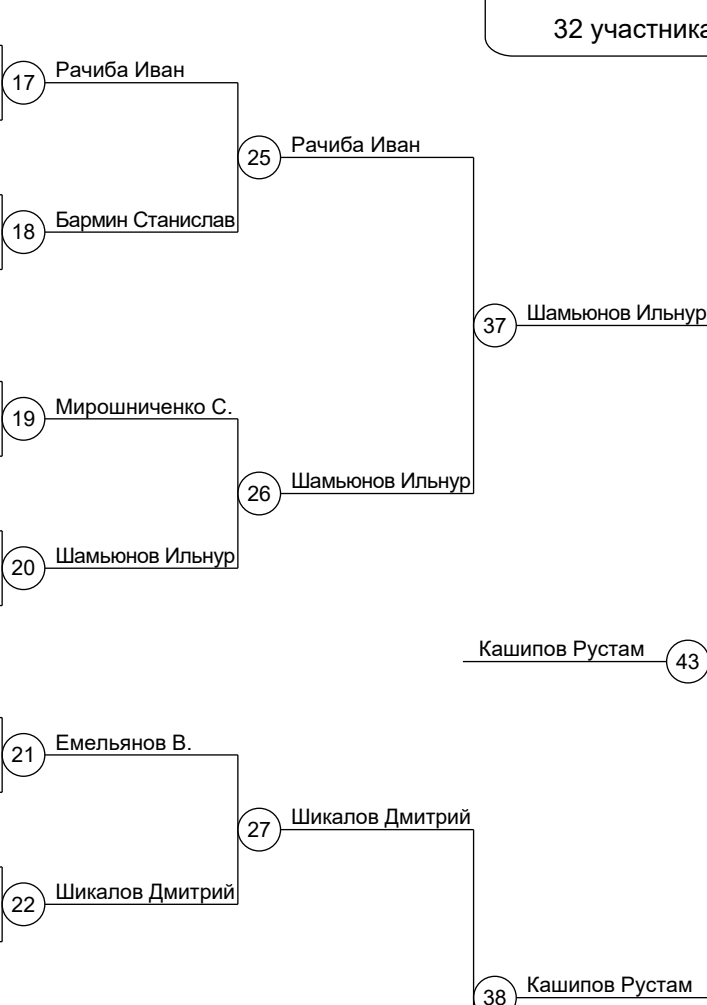 32 участника
17 Рачиба Иван
25 Рачиба Иван
18 Бармин Станислав
37 Шамьюнов Ильнур
19 Мирошниченко С.
26 Шамьюнов Ильнур
20 Шамьюнов Ильнур
Кашипов Рустам 43
21 Емельянов В.
27 Шикалов Дмитрий
22 Шикалов Дмитрий
38 Кашипов Рустам